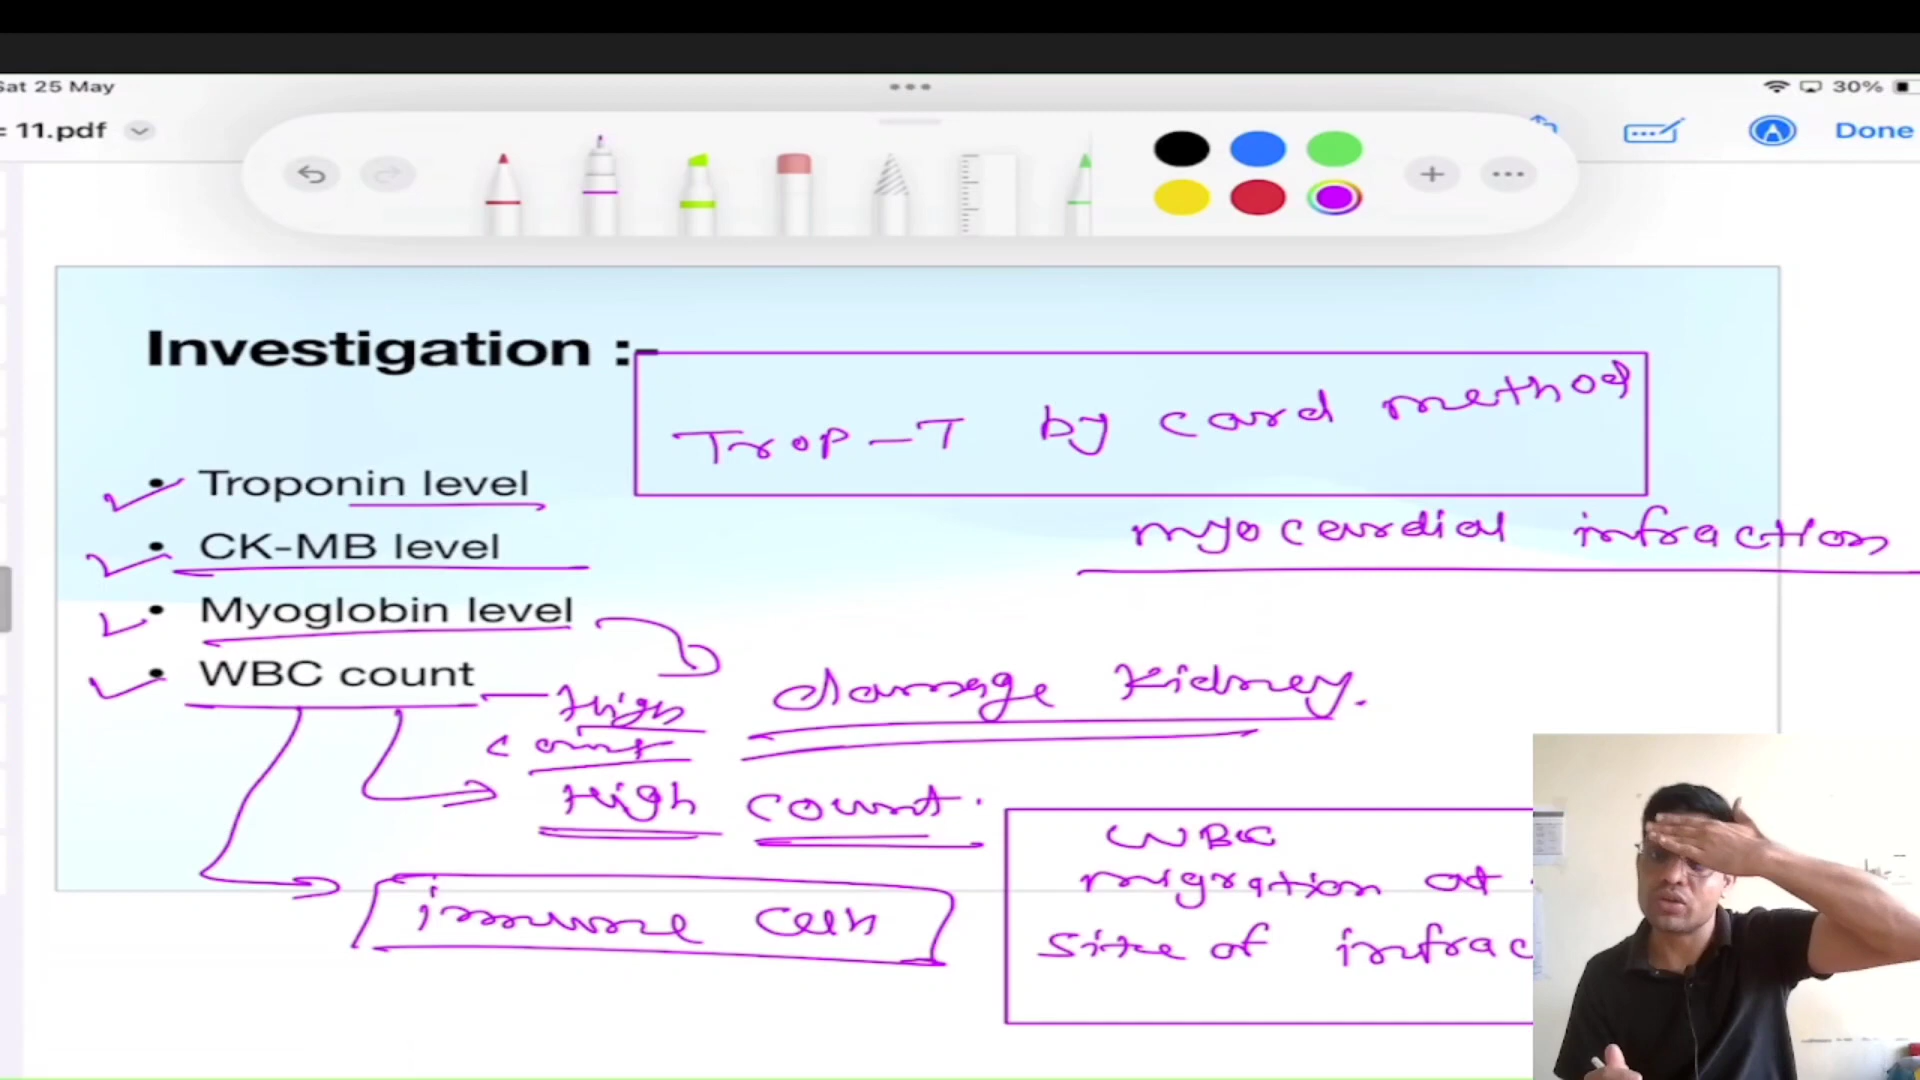 Sat 25 May
30%
= 11.pdf
Done
Investigation :-
Trop-T by card method
• Troponin level
myocardial infraction
• CK-MB level
• Myoglobin level
• WBC count
High
damage Kidney.
count
High count.
WBC
migration at
immune cells
site of infrac